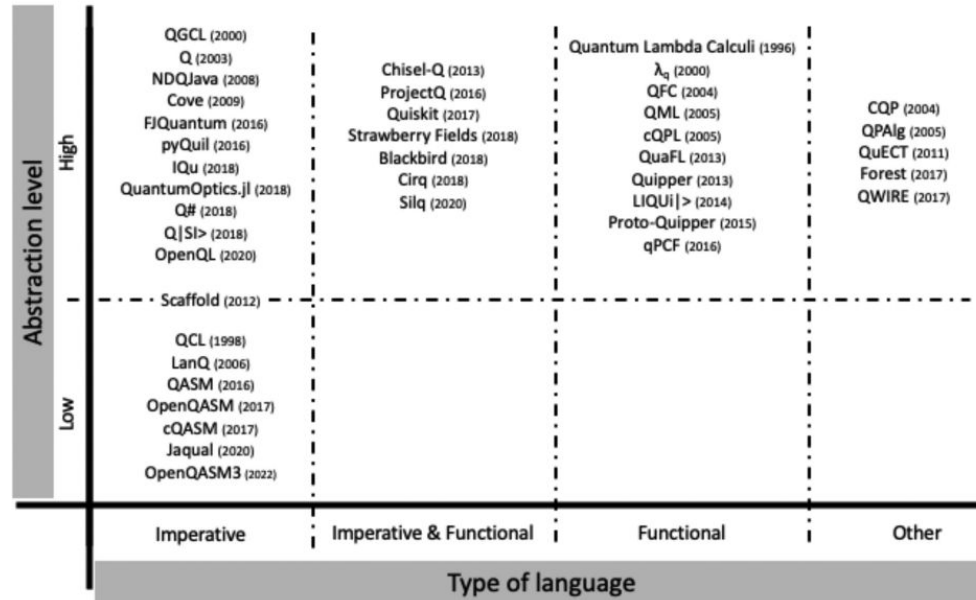 Abstraction level
High
Low
QGCL (2000)
Q (2003)
NDQJava (2008)
Cove (2009)
FJQuantum (2016)
pyQuil (2016)
IQu (2018)
QuantumOptics.jl (2018)
Q# (2018)
Q|SI> (2018)
OpenQL (2020)
Scaffold (2012)
QCL (1998)
LanQ (2006)
QASM (2016)
OpenQASM (2017)
cQASM (2017)
Jaqual (2020)
OpenQASM3 (2022)
Chisel-Q (2013)
ProjectQ (2016)
Quiskit (2017)
Strawberry Fields (2018)
Blackbird (2018)
Cirq (2018)
Silq (2020)
Quantum Lambda Calculi (1996)
λq (2000)
QFC (2004)
QML (2005)
cQPL (2005)
QuaFL (2013)
Quipper (2013)
LIQUi|> (2014)
Proto-Quipper (2015)
qPCF (2016)
CQP (2004)
QPAlg (2005)
QuECT (2011)
Forest (2017)
QWIRE (2017)
Imperative
Imperative & Functional
Functional
Other
Type of language